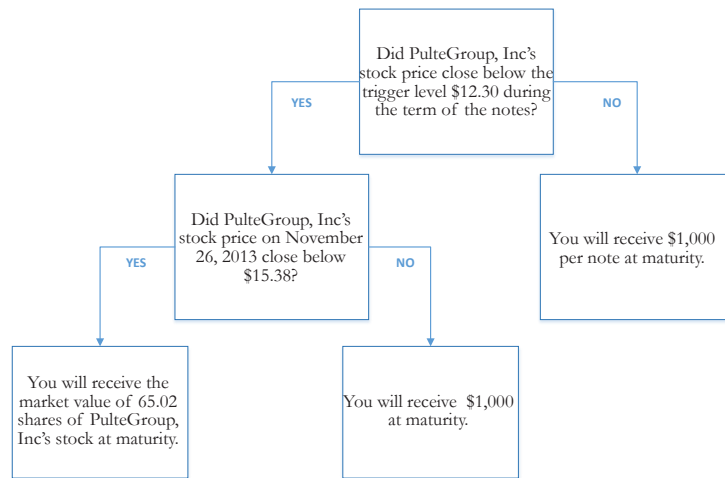 Did PulteGroup, Inc's
stock price close below the
trigger level $12.30 during
the term of the notes?
YES
NO
Did PulteGroup, Inc's
stock price on November
26, 2013 close below
$15.38?
You will receive $1,000
per note at maturity.
YES
NO
You will receive the
market value of 65.02
shares of PulteGroup,
Inc's stock at maturity.
You will receive $1,000
at maturity.